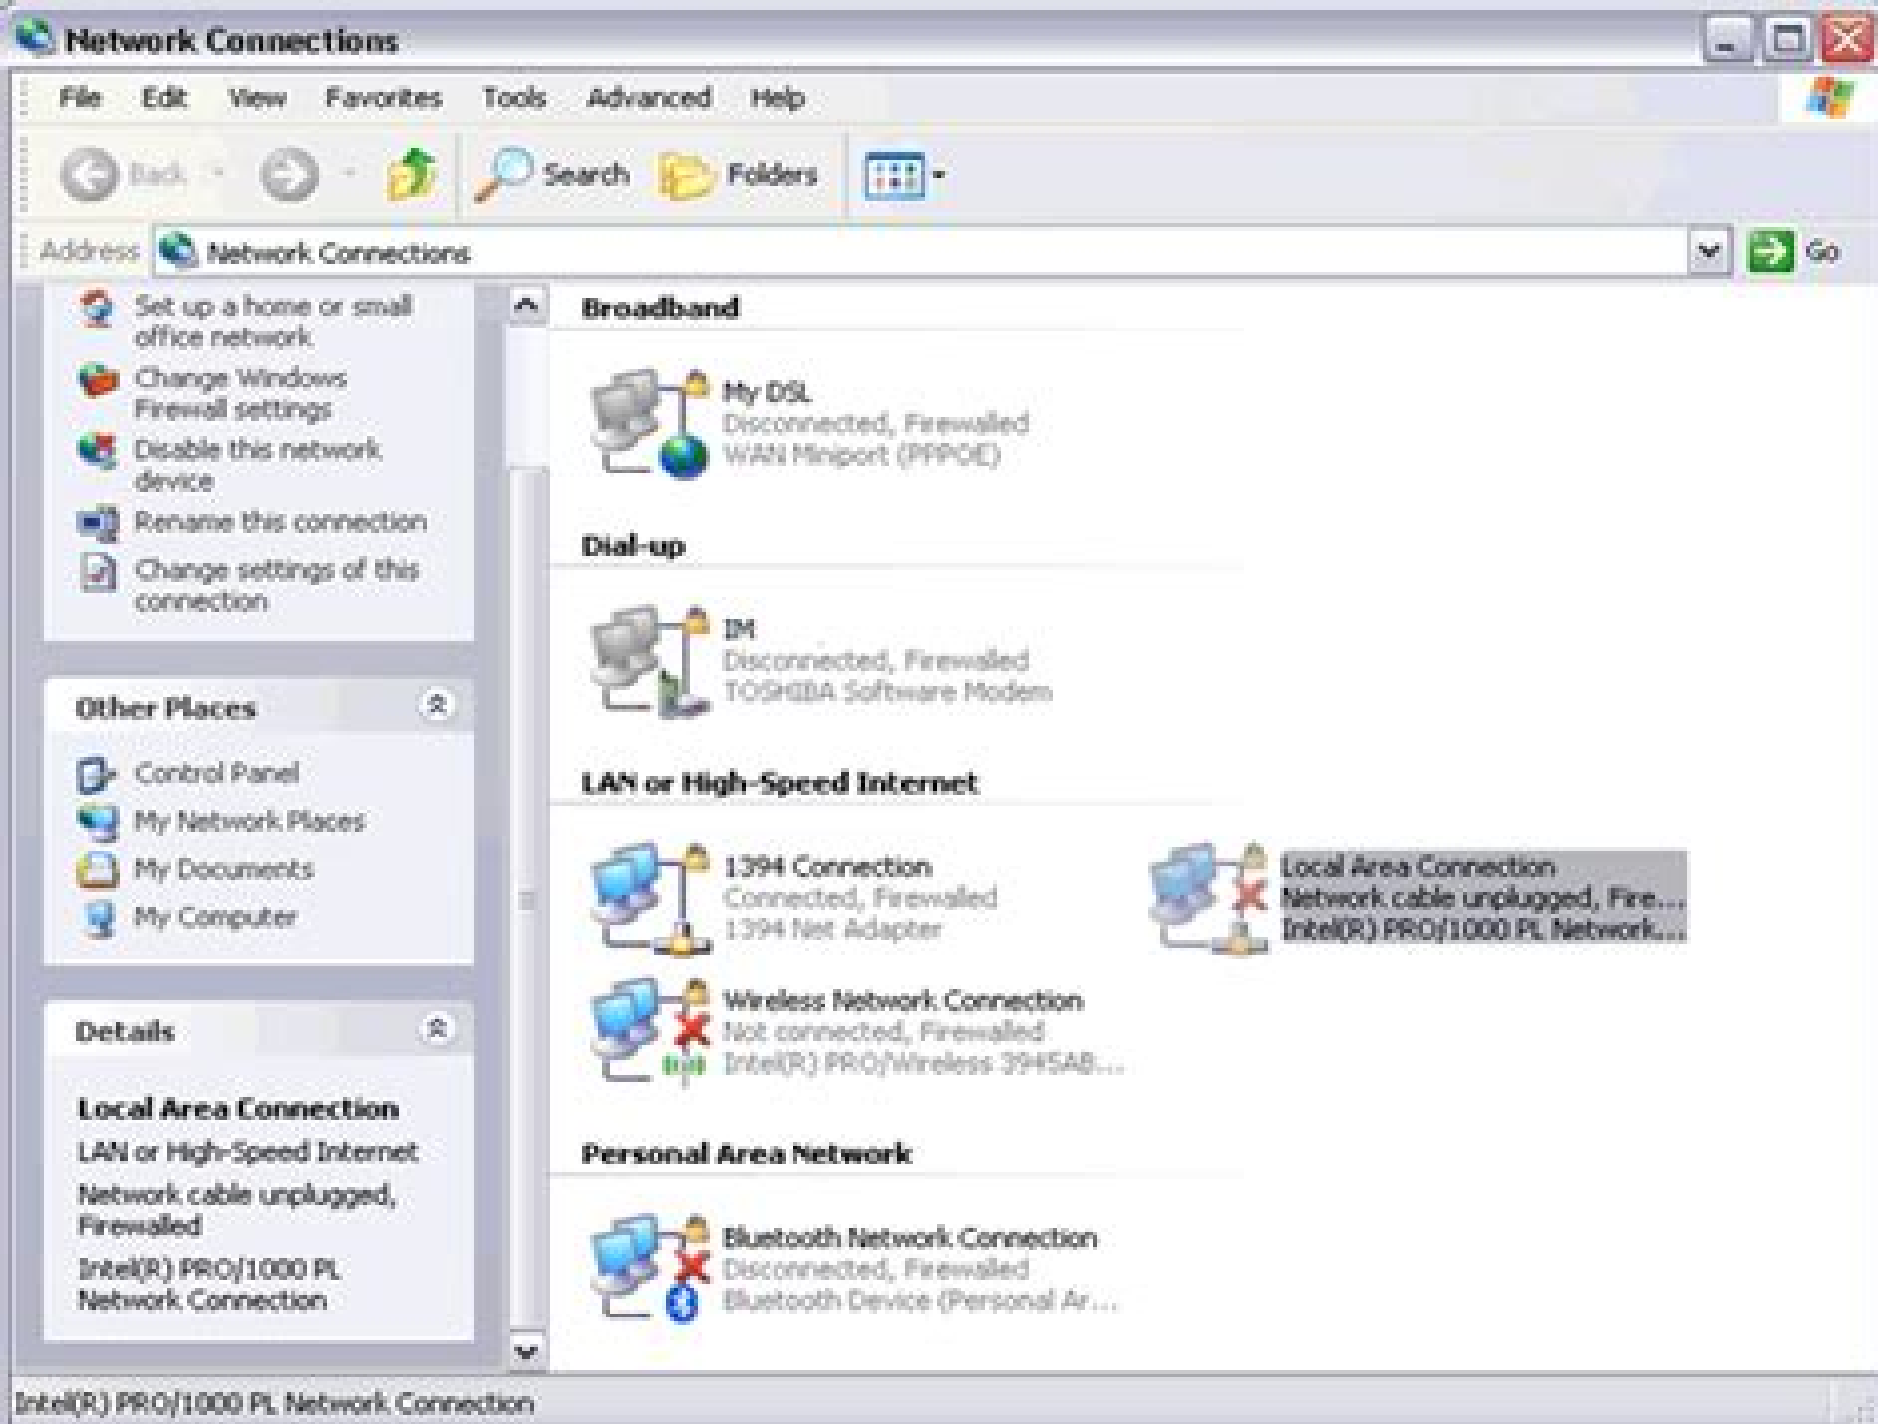 Network Connections
File Edit View Favorites Tools Advanced Help
Back Search Folders
Address Network Connections Go
Set up a home or small
office network
Change Windows
Firewall settings
Disable this network
device
Rename this connection
Change settings of this
connection
Other Places
Control Panel
My Network Places
My Documents
My Computer
Details
Local Area Connection
LAN or High-Speed Internet
Network cable unplugged,
Firewalled
Intel(R) PRO/1000 PL
Network Connection
Broadband
My DSL
Disconnected, Firewalled
WAN Miniport (PPPOE)
Dial-up
IM
Disconnected, Firewalled
TOSHIBA Software Modem
LAN or High-Speed Internet
1394 Connection
Connected, Firewalled
1394 Net Adapter
Local Area Connection
Network cable unplugged, Fire...
Intel(R) PRO/1000 PL Network...
Wireless Network Connection
Not connected, Firewalled
Intel(R) PRO/Wireless 3945AB...
Personal Area Network
Bluetooth Network Connection
Disconnected, Firewalled
Bluetooth Device (Personal Ar...
Intel(R) PRO/1000 PL Network Connection